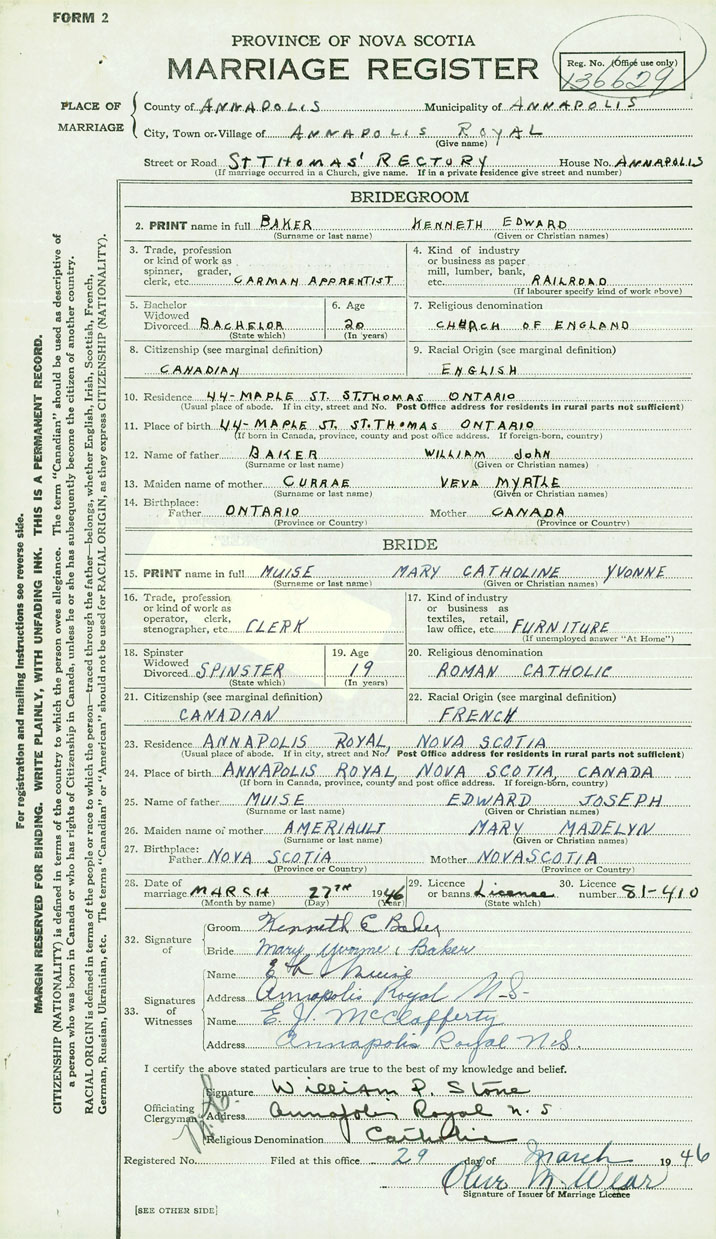 FORM 2
PROVINCE OF NOVA SCOTIA
MARRIAGE REGISTER
Reg. No. (Office use only)
136629
PLACE OF MARRIAGE
County of ANNAPOLIS Municipality of ANNAPOLIS
City, Town or Village of ANNAPOLIS ROYAL
(Give name)
Street or Road ST THOMAS' RECTORY House No. ANNAPOLIS
(If marriage occurred in a Church, give name. If in a private residence give street and number)
BRIDEGROOM
2. PRINT name in full BAKER KENNETH EDWARD
(Surname or last name) (Given or Christian names)
3. Trade, profession or kind of work as spinner, grader, clerk, etc. CARMAN APPRENTIST
4. Kind of industry or business as paper mill, lumber, bank, etc. RAILROAD
(If labourer specify kind of work above)
5. Bachelor Widowed Divorced BACHELOR
(State which)
6. Age 20
(In years)
7. Religious denomination
CHURCH OF ENGLAND
8. Citizenship (see marginal definition)
CANADIAN
9. Racial Origin (see marginal definition)
ENGLISH
10. Residence 44-MAPLE ST. ST.THOMAS ONTARIO
(Usual place of abode. If in city, street and No. Post Office address for residents in rural parts not sufficient)
11. Place of birth 44-MAPLE ST. ST.THOMAS ONTARIO
(If born in Canada, province, county and post office address. If foreign-born, country)
12. Name of father BAKER WILLIAM John
(Surname or last name) (Given or Christian names)
13. Maiden name of mother CURRAE VEVA MYRTLE
(Surname or last name) (Given or Christian names)
14. Birthplace: Father ONTARIO Mother CANADA
(Province or Country) (Province or Country)
BRIDE
15. PRINT name in full MUISE MARY CATHOLINE YVONNE
(Surname or last name) (Given or Christian names)
16. Trade, profession or kind of work as operator, clerk, stenographer, etc. CLERK
17. Kind of industry or business as textiles, retail, law office, etc. FURNITURE
(If unemployed answer "At Home")
18. Spinster Widowed Divorced SPINSTER
(State which)
19. Age 19
(In years)
20. Religious denomination
ROMAN CATHOLIC
21. Citizenship (see marginal definition)
CANADIAN
22. Racial Origin (see marginal definition)
FRENCH
23. Residence ANNAPOLIS ROYAL, NOVA SCOTIA
(Usual place of abode. If in city, street and No. Post Office address for residents in rural parts not sufficient)
24. Place of birth ANNAPOLIS ROYAL, NOVA SCOTIA, CANADA
(If born in Canada, province, county and post office address. If foreign-born, country)
25. Name of father MUISE EDWARD JOSEPH
(Surname or last name) (Given or Christian names)
26. Maiden name of mother AMERIAULT MARY MADELYN
(Surname or last name) (Given or Christian names)
27. Birthplace: Father NOVA SCOTIA Mother NOVA SCOTIA
(Province or Country) (Province or Country)
28. Date of marriage MARCH 27TH 1946
(Month by name) (Day) (Year)
29. Licence or banns License
(State which)
30. Licence number 81-410
32. Signature of
Groom Kenneth E Baker
Bride Mary Yvonne Baker
33. Signatures of Witnesses
Name Muise
Address Annapolis Royal N-S-
Name E. J. McClafferty
Address Annapolis Royal N.S.
I certify the above stated particulars are true to the best of my knowledge and belief.
Officiating Clergyman
Signature William P. Stone
Address Annapolis Royal N. S
Religious Denomination Catholic
Registered No. Filed at this office 29 day of March 1946
Oliver M. Wear
Signature of Issuer of Marriage Licence
[SEE OTHER SIDE]
For registration and mailing instructions see reverse side.
MARGIN RESERVED FOR BINDING. WRITE PLAINLY, WITH UNFADING INK. THIS IS A PERMANENT RECORD.
CITIZENSHIP (NATIONALITY) is defined in terms of the country to which the person owes allegiance. The term "Canadian" should be used as descriptive of
a person who was born in Canada or who has rights of Citizenship in Canada, unless he or she has subsequently become the citizen of another country.
RACIAL ORIGIN is defined in terms of the people or race to which the person—traced through the father—belongs, whether English, Irish, Scottish, French,
German, Russian, Ukrainian, etc. The terms "Canadian" or "American" should not be used for RACIAL ORIGIN, as they express CITIZENSHIP (NATIONALITY).